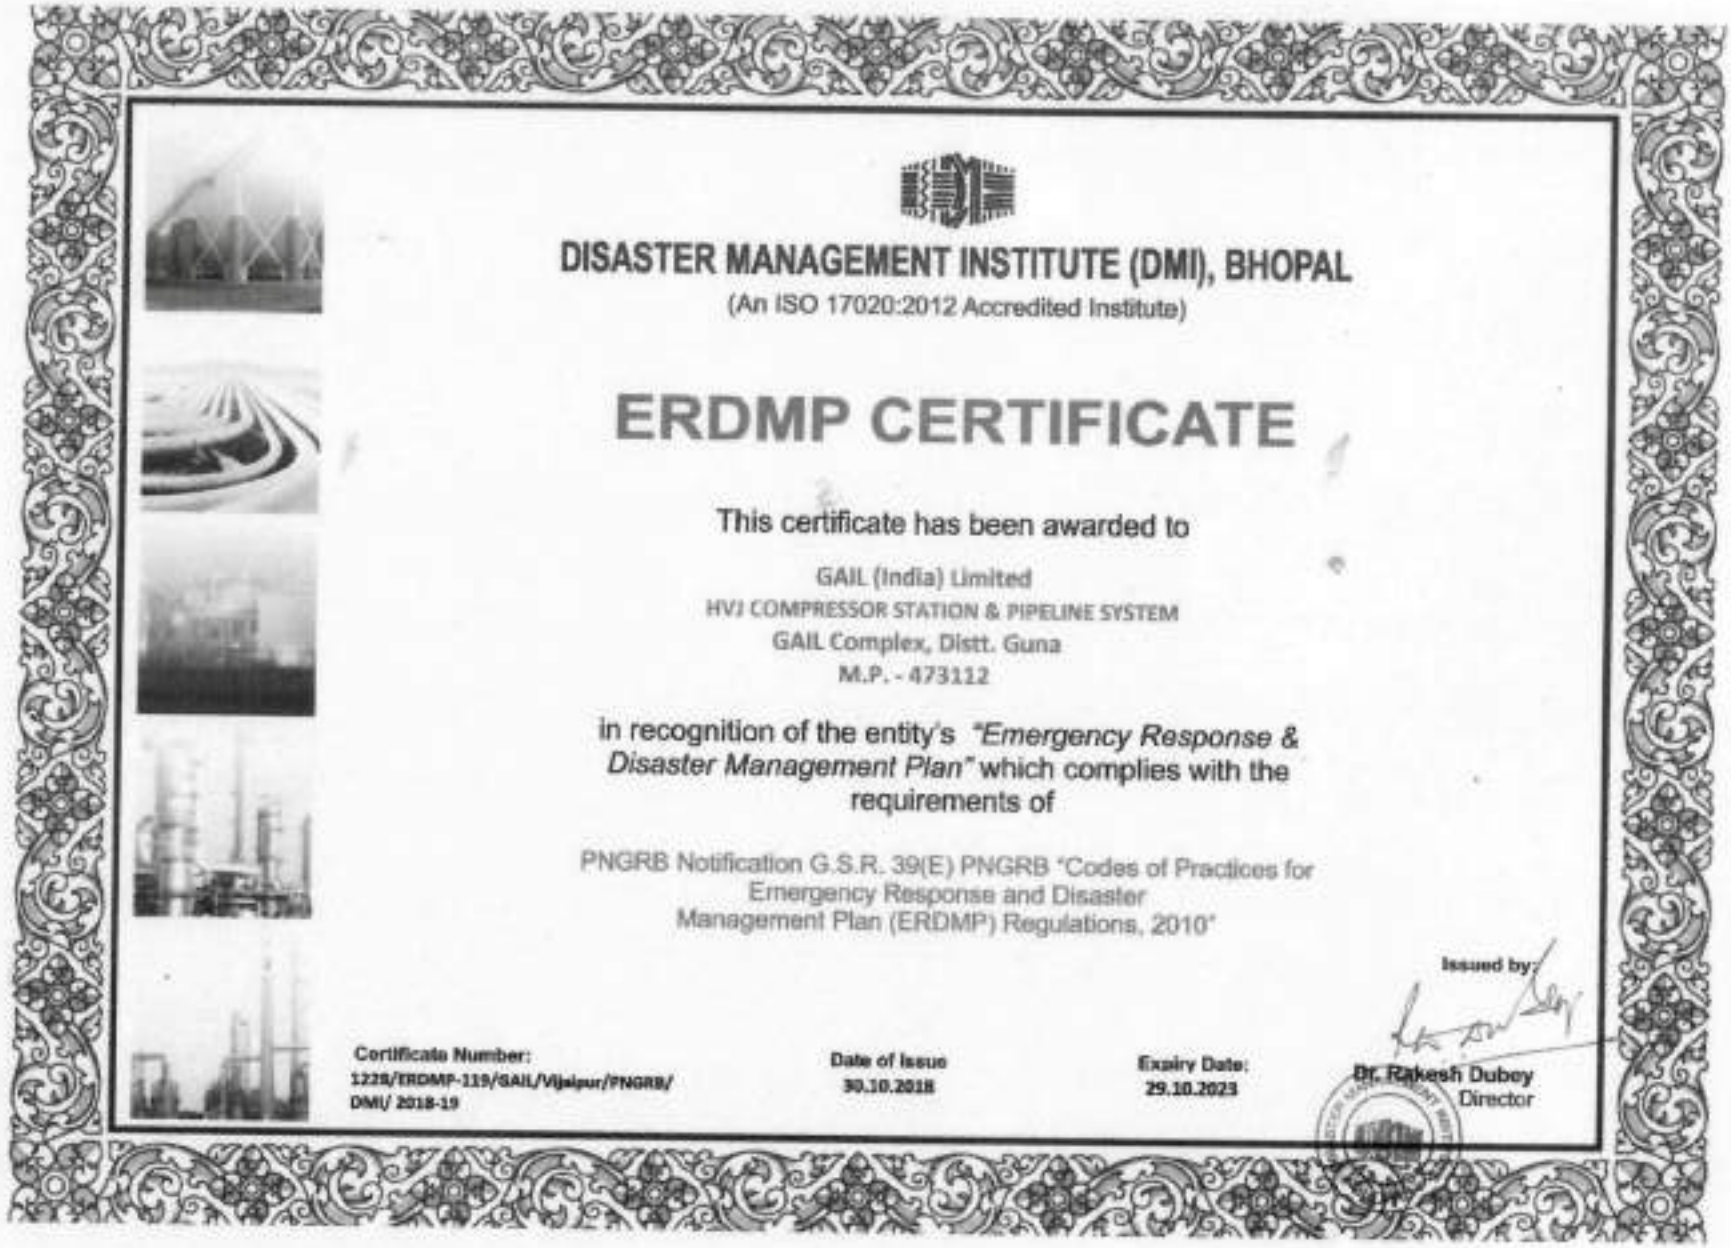 DISASTER MANAGEMENT INSTITUTE (DMI), BHOPAL
(An ISO 17020:2012 Accredited Institute)
ERDMP CERTIFICATE
This certificate has been awarded to
GAIL (India) Limited
HVJ COMPRESSOR STATION & PIPELINE SYSTEM
GAIL Complex, Distt. Guna
M.P. - 473112
in recognition of the entity's "Emergency Response &
Disaster Management Plan" which complies with the
requirements of
PNGRB Notification G.S.R. 39(E) PNGRB "Codes of Practices for
Emergency Response and Disaster
Management Plan (ERDMP) Regulations, 2010"
Issued by:
Dr. Rakesh Dubey
Director
Certificate Number:
1228/ERDMP-119/GAIL/Vijaipur/PNGRB/
DMI/ 2018-19
Date of Issue
30.10.2018
Expiry Date:
29.10.2023